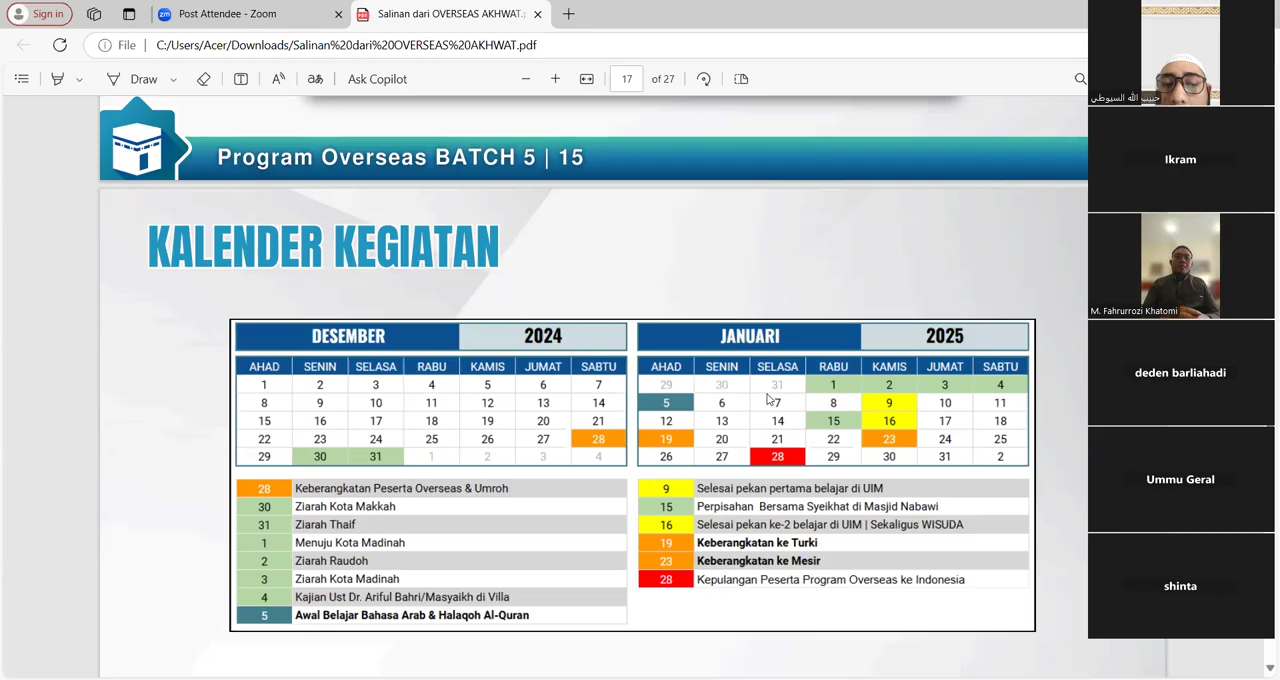 Sign in
Post Attendee - Zoom
Salinan dari OVERSEAS AKHWAT.
File
C:/Users/Acer/Downloads/Salinan%20dari%20OVERSEAS%20AKHWAT.pdf
Draw
Ask Copilot
17 of 27
Program Overseas BATCH 5 | 15
KALENDER KEGIATAN
DESEMBER 2024
AHAD SENIN SELASA RABU KAMIS JUMAT SABTU
1 2 3 4 5 6 7
8 9 10 11 12 13 14
15 16 17 18 19 20 21
22 23 24 25 26 27 28
29 30 31 1 2 3 4
28 Keberangkatan Peserta Overseas & Umroh
30 Ziarah Kota Makkah
31 Ziarah Thaif
1 Menuju Kota Madinah
2 Ziarah Raudoh
3 Ziarah Kota Madinah
4 Kajian Ust Dr. Ariful Bahri/Masyaikh di Villa
5 Awal Belajar Bahasa Arab & Halaqoh Al-Quran
JANUARI 2025
AHAD SENIN SELASA RABU KAMIS JUMAT SABTU
29 30 31 1 2 3 4
5 6 7 8 9 10 11
12 13 14 15 16 17 18
19 20 21 22 23 24 25
26 27 28 29 30 31 2
9 Selesai pekan pertama belajar di UIM
15 Perpisahan Bersama Syeikhat di Masjid Nabawi
16 Selesai pekan ke-2 belajar di UIM | Sekaligus WISUDA
19 Keberangkatan ke Turki
23 Keberangkatan ke Mesir
28 Kepulangan Peserta Program Overseas ke Indonesia
حبيب الله السيوطي
Ikram
M. Fahrurrozi Khatomi
deden barliahadi
Ummu Geral
shinta